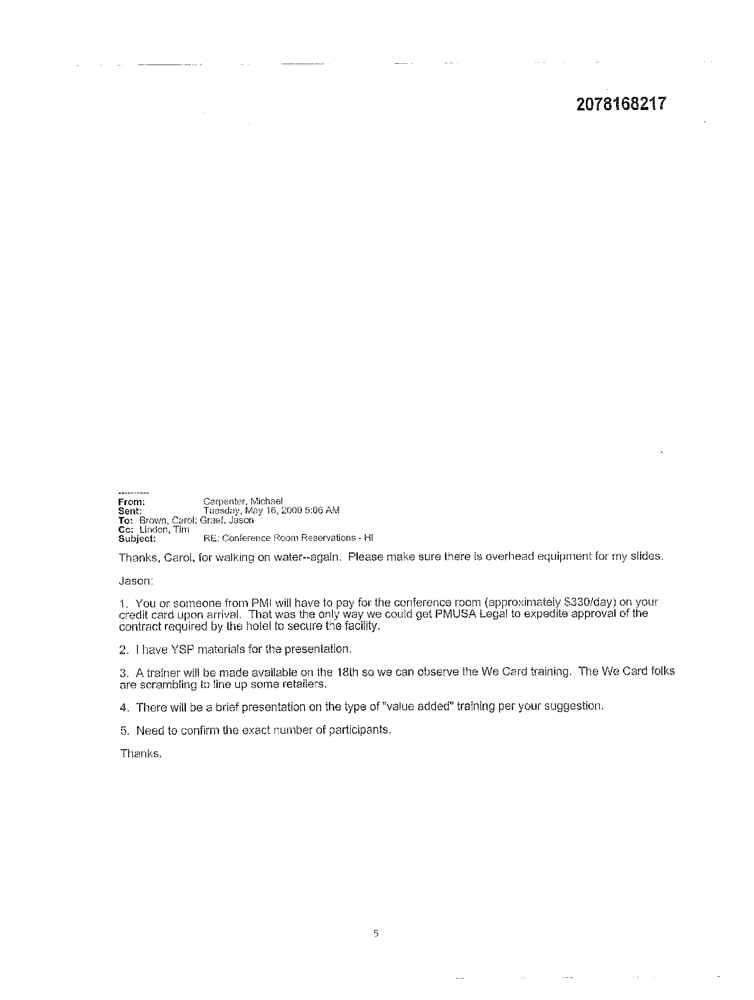 2078168217
----------
From: Carpenter, Michael
Sent: Tuesday, May 16, 2000 5:06 AM
To: Brown, Carol; Graef, Jason
Cc: Linden, Tim
Subject: RE: Conference Room Reservations - HI
Thanks, Carol, for walking on water--again. Please make sure there is overhead equipment for my slides.
Jason:
1. You or someone from PMI will have to pay for the conference room (approximately $330/day) on your
credit card upon arrival. That was the only way we could get PMUSA Legal to expedite approval of the
contract required by the hotel to secure the facility.
2. I have YSP materials for the presentation.
3. A trainer will be made available on the 18th so we can observe the We Card training. The We Card folks
are scrambling to line up some retailers.
4. There will be a brief presentation on the type of "value added" training per your suggestion.
5. Need to confirm the exact number of participants.
Thanks.
5